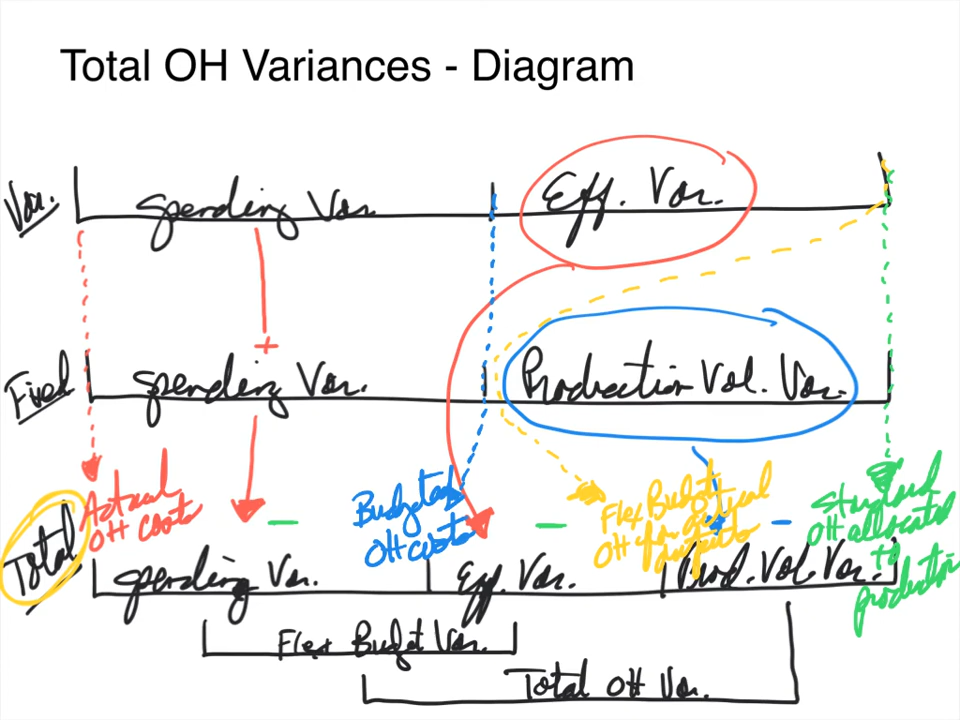 Total OH Variances - Diagram
Var.
Spending Var.
Eff. Var.
Fixed
Spending Var.
Production Vol. Var.
Total
Actual
OH Costs
Budgeted
OH costs
Flex Budget
OH for actual
outputs
Standard
OH allocated
to
production
Spending Var.
Eff. Var.
Prod. Vol. Var.
Flex Budget Var.
Total OH Var.